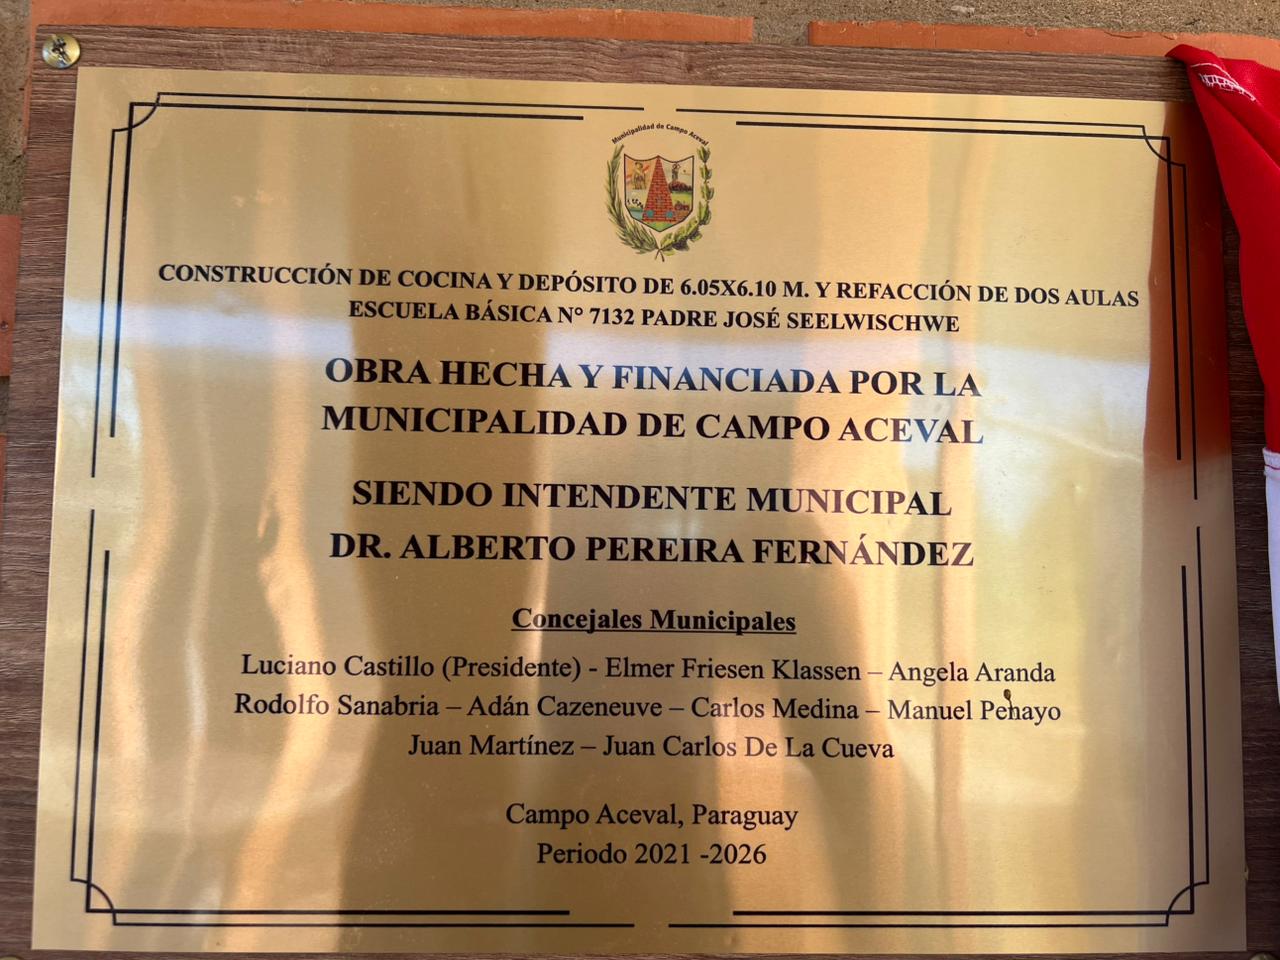 Municipalidad de Campo Aceval
CONSTRUCCIÓN DE COCINA Y DEPÓSITO DE 6.05X6.10 M. Y REFACCIÓN DE DOS AULAS
ESCUELA BÁSICA N° 7132 PADRE JOSÉ SEELWISCHWE
OBRA HECHA Y FINANCIADA POR LA
MUNICIPALIDAD DE CAMPO ACEVAL
SIENDO INTENDENTE MUNICIPAL
DR. ALBERTO PEREIRA FERNÁNDEZ
Concejales Municipales
Luciano Castillo (Presidente) - Elmer Friesen Klassen – Angela Aranda
Rodolfo Sanabria – Adán Cazeneuve – Carlos Medina – Manuel Penayo
Juan Martínez – Juan Carlos De La Cueva
Campo Aceval, Paraguay
Periodo 2021 -2026